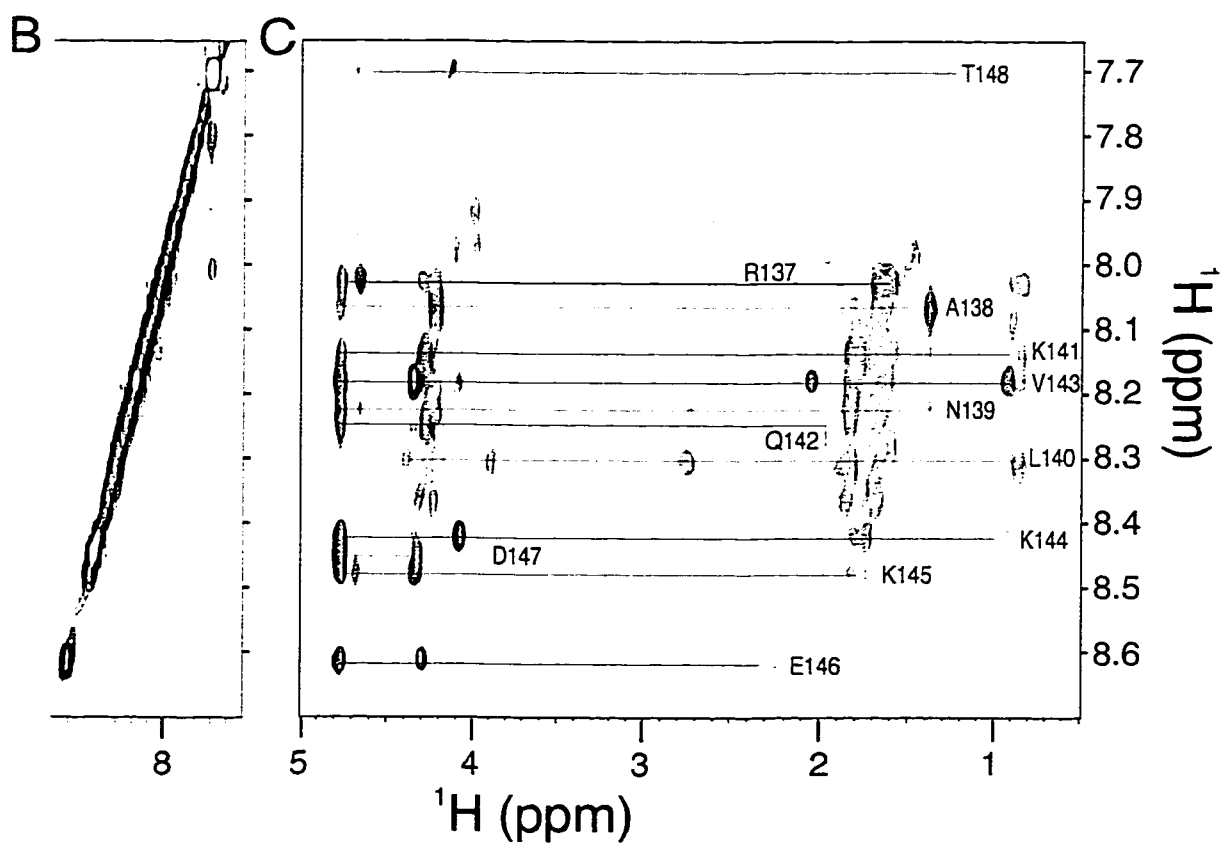 B
C
T148
R137
A138
K141
V143
N139
Q142
L140
K144
D147
K145
E146
7.7
7.8
7.9
8.0
8.1
8.2
8.3
8.4
8.5
8.6
¹H (ppm)
8
5
4
3
2
1
¹H (ppm)